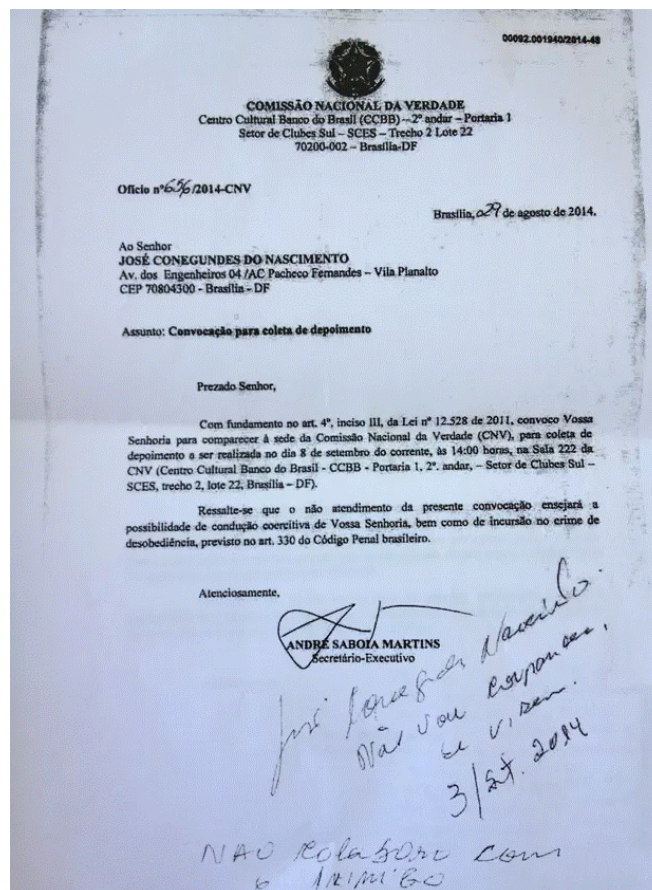 00092.001940/2014-48
COMISSÃO NACIONAL DA VERDADE
Centro Cultural Banco do Brasil (CCBB) – 2º andar – Portaria 1
Setor de Clubes Sul – SCES – Trecho 2 Lote 22
70200-002 – Brasília-DF
Ofício nº 656/2014-CNV
Brasília, 29 de agosto de 2014.
Ao Senhor
JOSÉ CONEGUNDES DO NASCIMENTO
Av. dos Engenheiros 04 /AC Pacheco Fernandes – Vila Planalto
CEP 70804300 - Brasília - DF
Assunto: Convocação para coleta de depoimento
Prezado Senhor,
Com fundamento no art. 4º, inciso III, da Lei nº 12.528 de 2011, convoco Vossa
Senhoria para comparecer à sede da Comissão Nacional da Verdade (CNV), para coleta de
depoimento a ser realizada no dia 8 de setembro do corrente, às 14:00 horas, na Sala 222 da
CNV (Centro Cultural Banco do Brasil - CCBB - Portaria 1, 2º. andar, – Setor de Clubes Sul –
SCES, trecho 2, lote 22, Brasília – DF).
Ressalte-se que o não atendimento da presente convocação ensejará a
possibilidade de condução coercitiva de Vossa Senhoria, bem como de incursão no crime de
desobediência, previsto no art. 330 do Código Penal brasileiro.
Atenciosamente,
ANDRÉ SABOIA MARTINS
Secretário-Executivo
José Conegundes Nascimento.
Não vou comparecer,
se virem.
3/Set. 2014
NÃO colaboro com
o inimigo